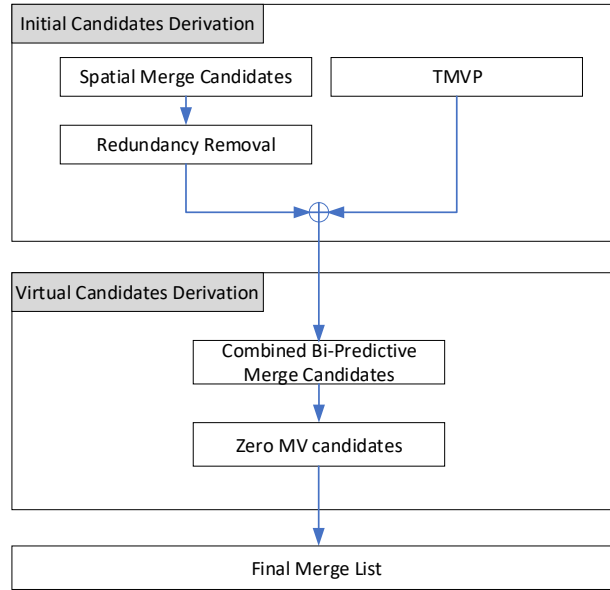 Initial Candidates Derivation
Spatial Merge Candidates
TMVP
Redundancy Removal
Virtual Candidates Derivation
Combined Bi-Predictive
Merge Candidates
Zero MV candidates
Final Merge List